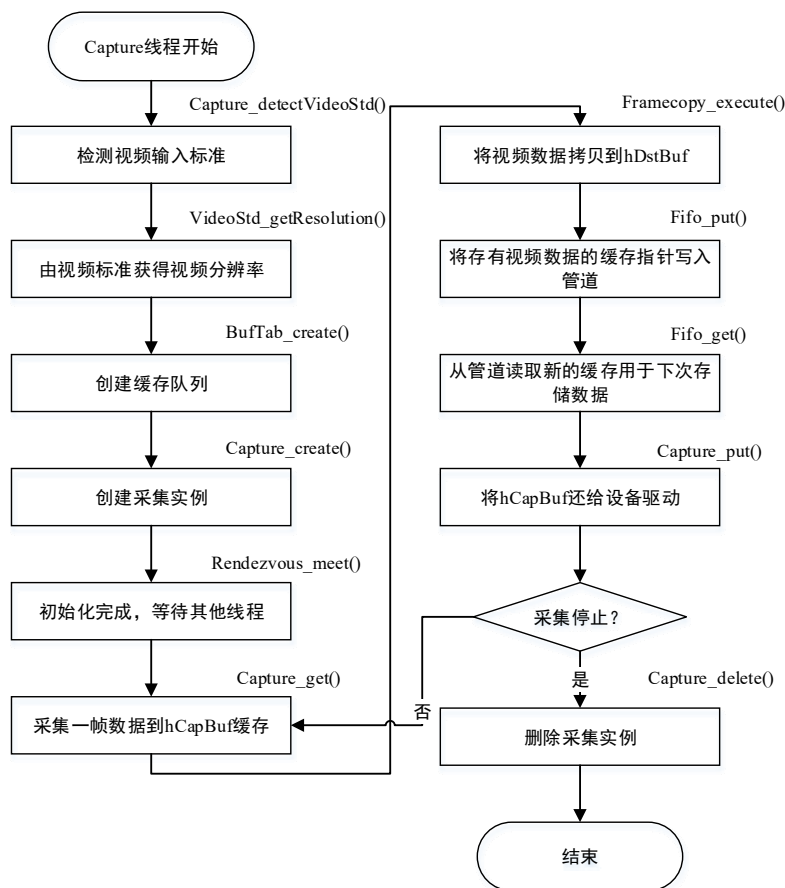 Capture线程开始
Capture_detectVideoStd()
检测视频输入标准
VideoStd_getResolution()
由视频标准获得视频分辨率
BufTab_create()
创建缓存队列
Capture_create()
创建采集实例
Rendezvous_meet()
初始化完成，等待其他线程
Capture_get()
采集一帧数据到hCapBuf缓存
Framecopy_execute()
将视频数据拷贝到hDstBuf
Fifo_put()
将存有视频数据的缓存指针写入
管道
Fifo_get()
从管道读取新的缓存用于下次存
储数据
Capture_put()
将hCapBuf还给设备驱动
采集停止？
否
是
Capture_delete()
删除采集实例
结束